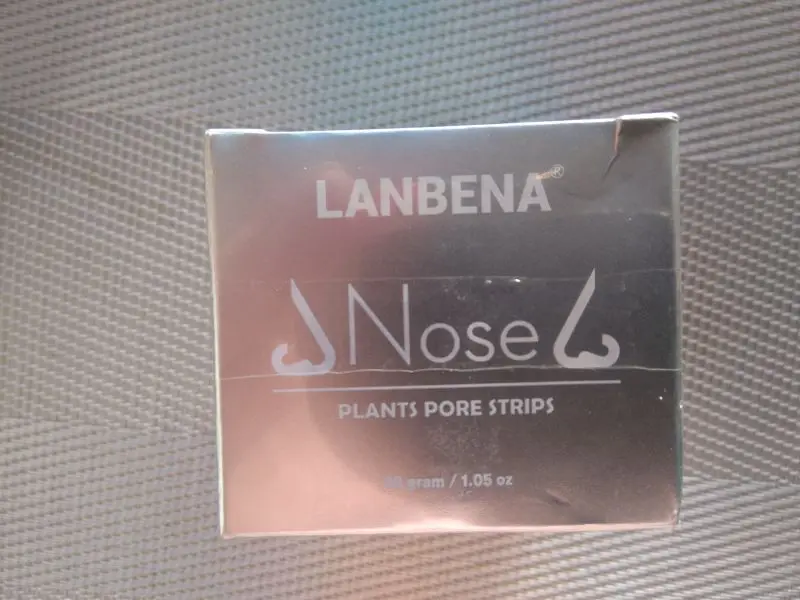 LANBENA®
Nose
PLANTS PORE STRIPS
gram / 1.05 oz